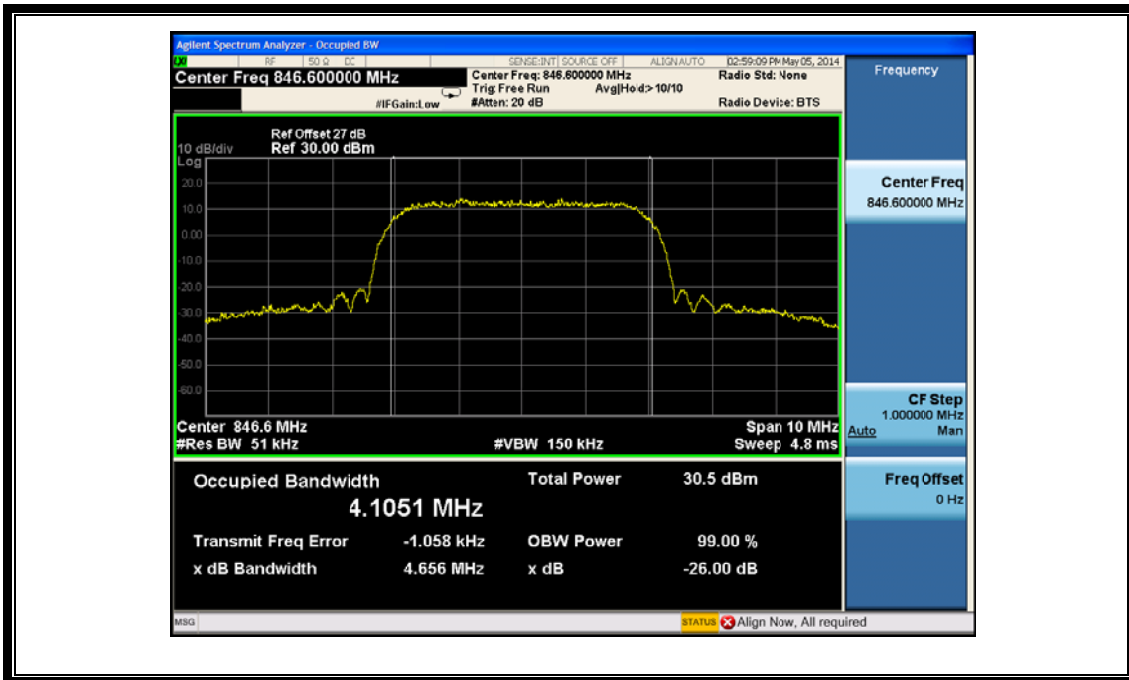 Agilent Spectrum Analyzer - Occupied BW
LXI RF 50 Ω DC SENSE:INT SOURCE OFF ALIGN AUTO 02:59:09 PM May 05, 2014
Center Freq 846.600000 MHz
Center Freq: 846.600000 MHz
Radio Std: None
Trig: Free Run Avg|Hold:> 10/10
#IFGain:Low
#Atten: 20 dB
Radio Device: BTS
Ref Offset 27 dB
10 dB/div Ref 30.00 dBm
Log
20.0
10.0
0.00
-10.0
-20.0
-30.0
-40.0
-50.0
-60.0
Center 846.6 MHz Span 10 MHz
#Res BW 51 kHz #VBW 150 kHz Sweep 4.8 ms
Occupied Bandwidth Total Power 30.5 dBm
4.1051 MHz
Transmit Freq Error -1.058 kHz OBW Power 99.00 %
x dB Bandwidth 4.656 MHz x dB -26.00 dB
Frequency
Center Freq
846.600000 MHz
CF Step
1.000000 MHz
Auto Man
Freq Offset
0 Hz
MSG STATUS Align Now, All required